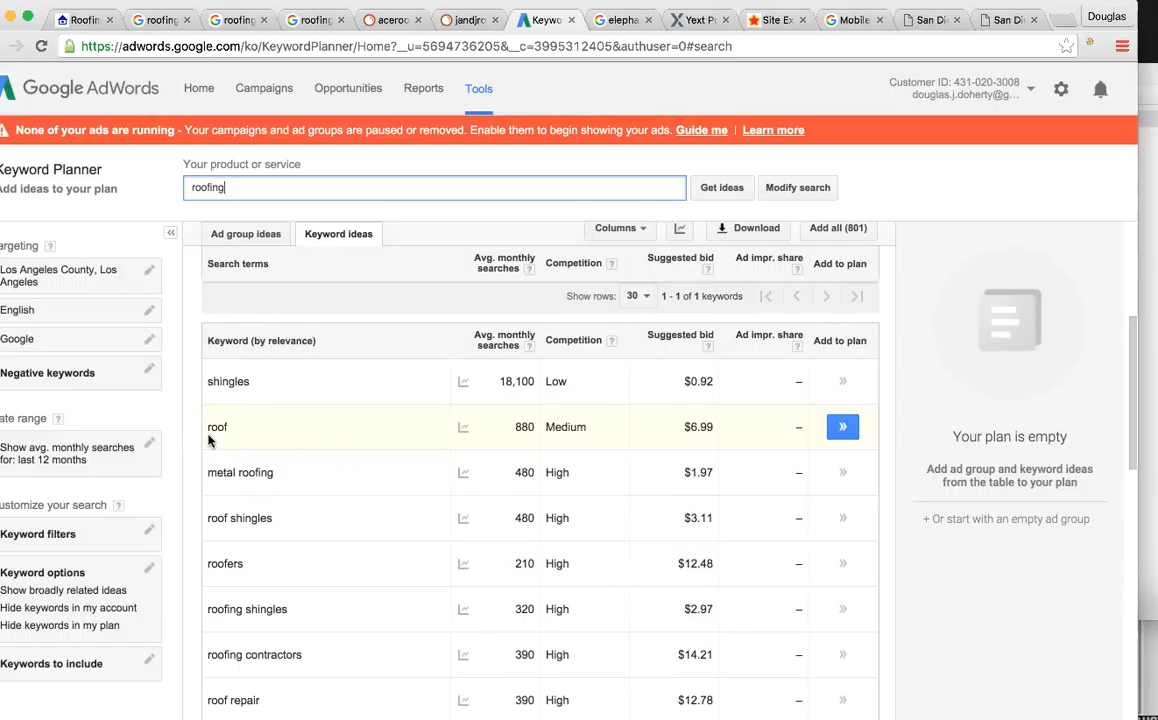 Roofin
roofing
roofing
roofing
aceroo
jandjro
Keywo
elepha
Yext P
Site Ex
Mobile
San Di
San Di
Douglas
https://adwords.google.com/ko/KeywordPlanner/Home?__u=5694736205&__c=3995312405&authuser=0#search
Google AdWords
Home
Campaigns
Opportunities
Reports
Tools
Customer ID: 431-020-3008
douglas.j.doherty@g...
None of your ads are running - Your campaigns and ad groups are paused or removed. Enable them to begin showing your ads. Guide me | Learn more
Keyword Planner
Add ideas to your plan
Your product or service
roofing
Get ideas
Modify search
argeting ?
Los Angeles County, Los
Angeles
English
Google
Negative keywords
ate range ?
Show avg. monthly searches
for: last 12 months
ustomize your search ?
Keyword filters
Keyword options
Show broadly related ideas
Hide keywords in my account
Hide keywords in my plan
Keywords to include
Ad group ideas
Keyword ideas
Columns
Download
Add all (801)
Search terms
Avg. monthly
searches ?
Competition ?
Suggested bid
?
Ad impr. share
?
Add to plan
Show rows: 30 1 - 1 of 1 keywords
Keyword (by relevance)
Avg. monthly
searches ?
Competition ?
Suggested bid
?
Ad impr. share
?
Add to plan
shingles 18,100 Low $0.92 – »
roof 880 Medium $6.99 – »
metal roofing 480 High $1.97 – »
roof shingles 480 High $3.11 – »
roofers 210 High $12.48 – »
roofing shingles 320 High $2.97 – »
roofing contractors 390 High $14.21 – »
roof repair 390 High $12.78 – »
Your plan is empty
Add ad group and keyword ideas
from the table to your plan
+ Or start with an empty ad group